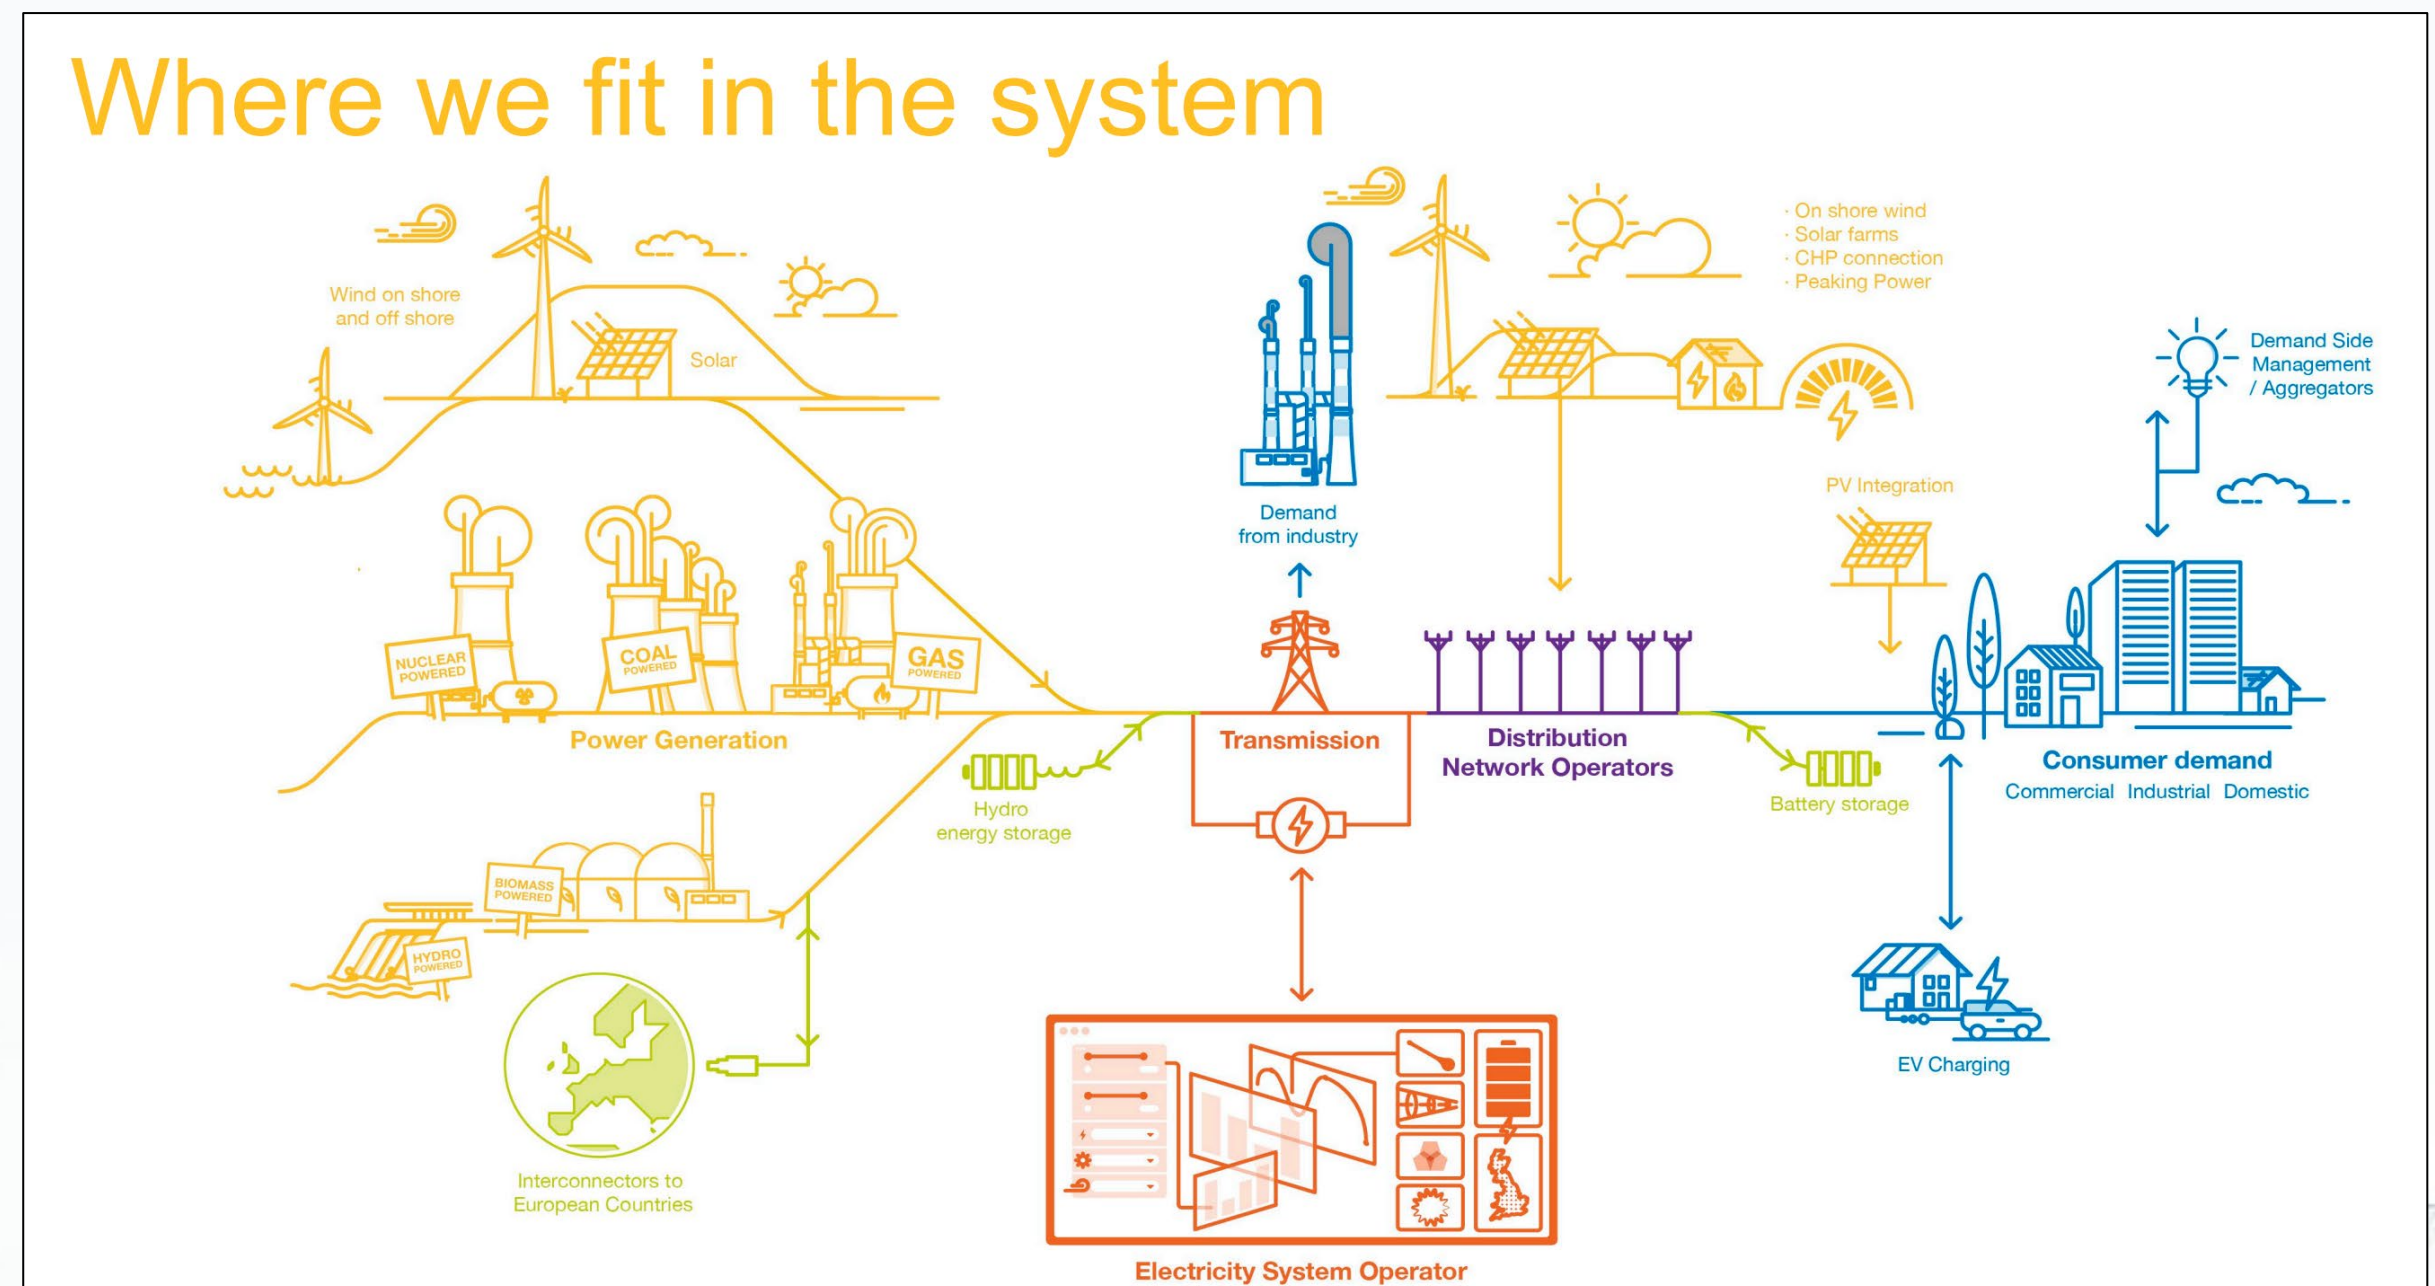 Where we fit in the system
Wind on shore
and off shore
Solar
· On shore wind
· Solar farms
· CHP connection
· Peaking Power
Demand Side
Management
/ Aggregators
Demand
from industry
PV Integration
NUCLEAR
POWERED
COAL
POWERED
GAS
POWERED
Power Generation
Transmission
Distribution
Network Operators
Consumer demand
Commercial Industrial Domestic
Hydro
energy storage
Battery storage
BIOMASS
POWERED
HYDRO
POWERED
EV Charging
Interconnectors to
European Countries
Electricity System Operator